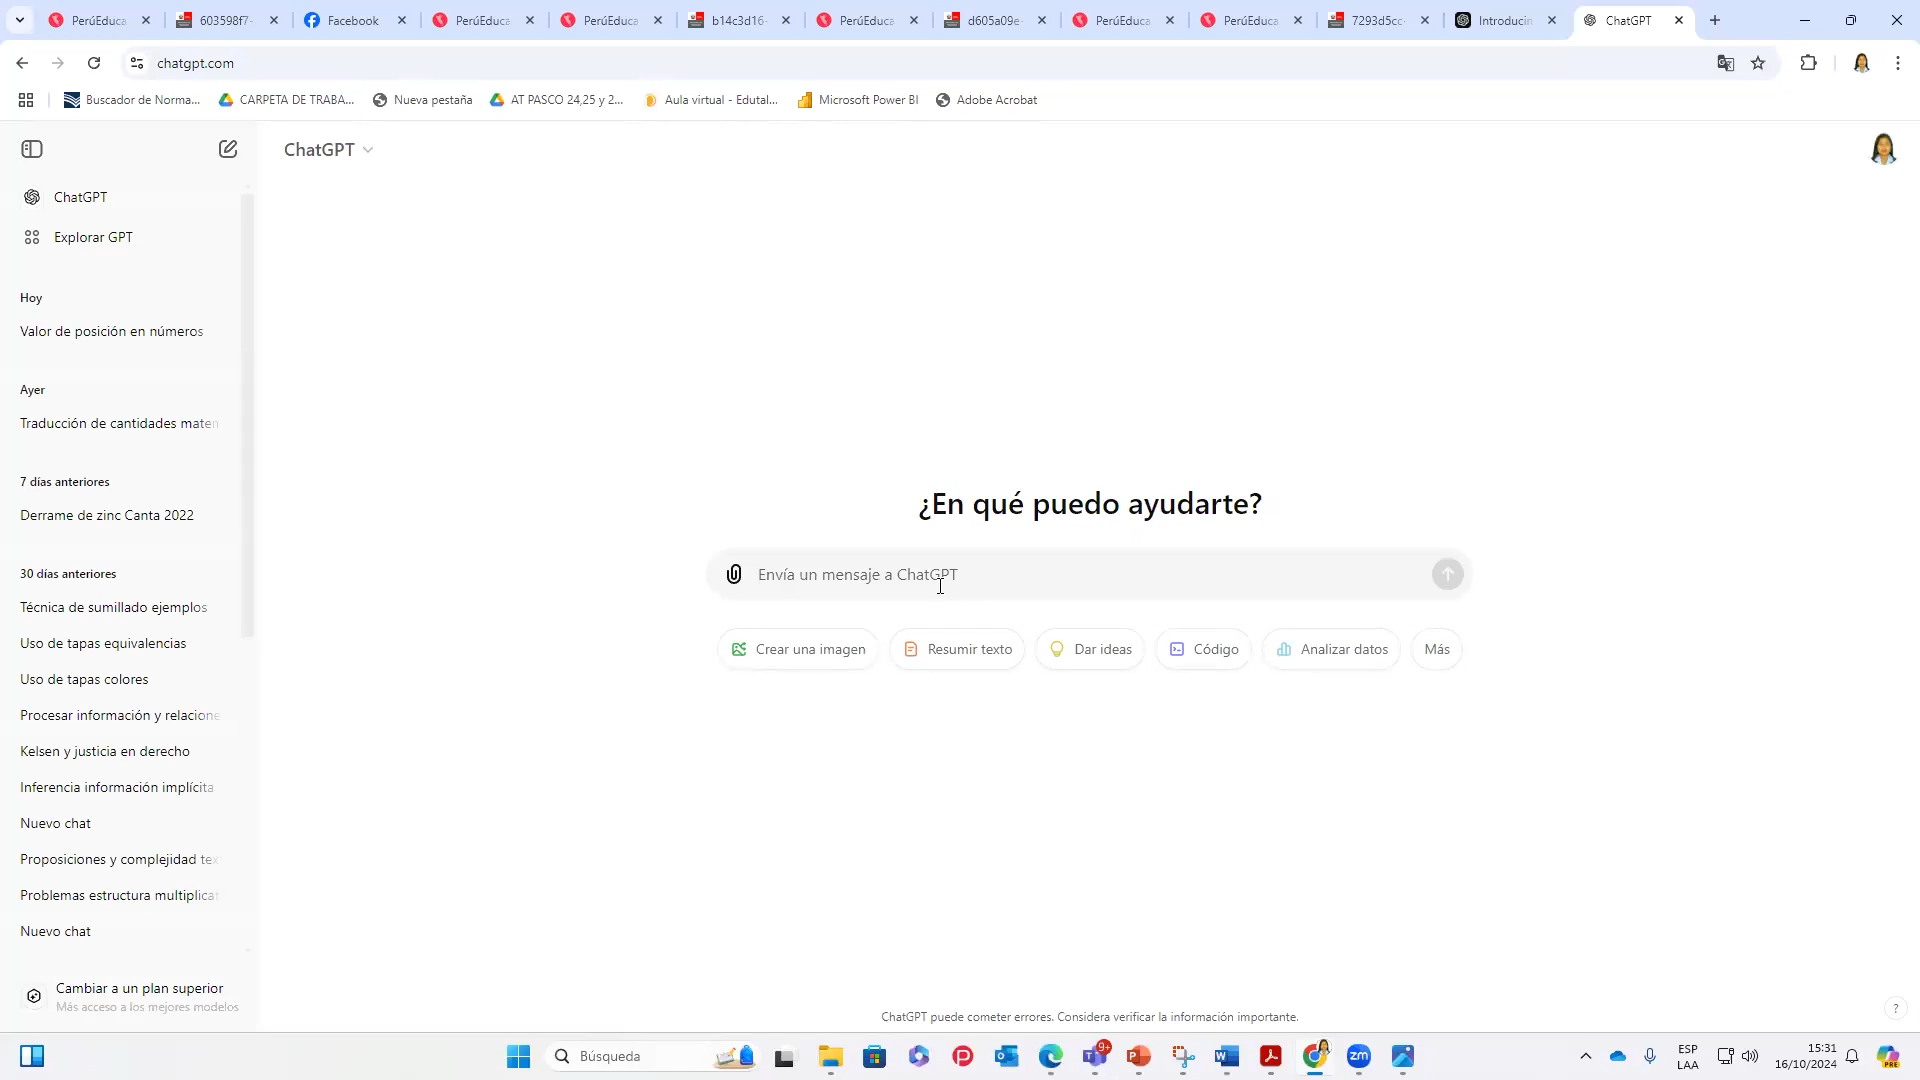 PerúEduca
603598f7-
Facebook
PerúEduca
PerúEduca
b14c3d16-
PerúEduca
d605a09e-
PerúEduca
PerúEduca
7293d5cc-
Introducin
ChatGPT
chatgpt.com
Buscador de Norma...
CARPETA DE TRABA...
Nueva pestaña
AT PASCO 24,25 y 2...
Aula virtual - Edutal...
Microsoft Power BI
Adobe Acrobat
ChatGPT
ChatGPT
Explorar GPT
Hoy
Valor de posición en números
Ayer
Traducción de cantidades matem
7 días anteriores
Derrame de zinc Canta 2022
30 días anteriores
Técnica de sumillado ejemplos
Uso de tapas equivalencias
Uso de tapas colores
Procesar información y relacione
Kelsen y justicia en derecho
Inferencia información implícita
Nuevo chat
Proposiciones y complejidad tex
Problemas estructura multiplicat
Nuevo chat
Cambiar a un plan superior
Más acceso a los mejores modelos
¿En qué puedo ayudarte?
Envía un mensaje a ChatGPT
Crear una imagen
Resumir texto
Dar ideas
Código
Analizar datos
Más
ChatGPT puede cometer errores. Considera verificar la información importante.
?
Búsqueda
9+
zm
ESP
LAA
15:31
16/10/2024
PRE